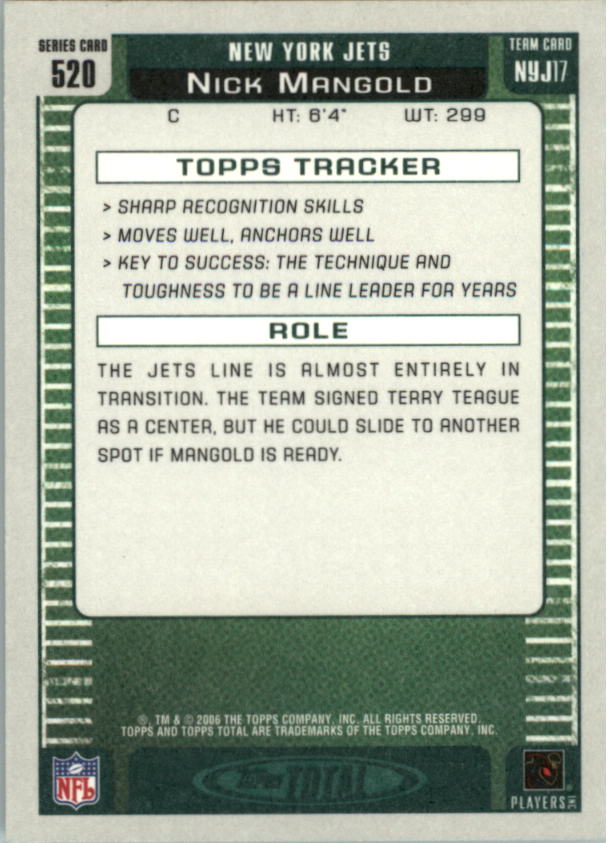 SERIES CARD
520
NEW YORK JETS
NICK MANGOLD
TEAM CARD
NYJ17
C HT: 6'4" WT: 299
TOPPS TRACKER
> SHARP RECOGNITION SKILLS
> MOVES WELL, ANCHORS WELL
> KEY TO SUCCESS: THE TECHNIQUE AND
TOUGHNESS TO BE A LINE LEADER FOR YEARS
ROLE
THE JETS LINE IS ALMOST ENTIRELY IN
TRANSITION. THE TEAM SIGNED TERRY TEAGUE
AS A CENTER, BUT HE COULD SLIDE TO ANOTHER
SPOT IF MANGOLD IS READY.
®, TM & © 2006 THE TOPPS COMPANY, INC. ALL RIGHTS RESERVED.
TOPPS AND TOPPS TOTAL ARE TRADEMARKS OF THE TOPPS COMPANY, INC.
NFL
TOTAL
PLAYERS INC